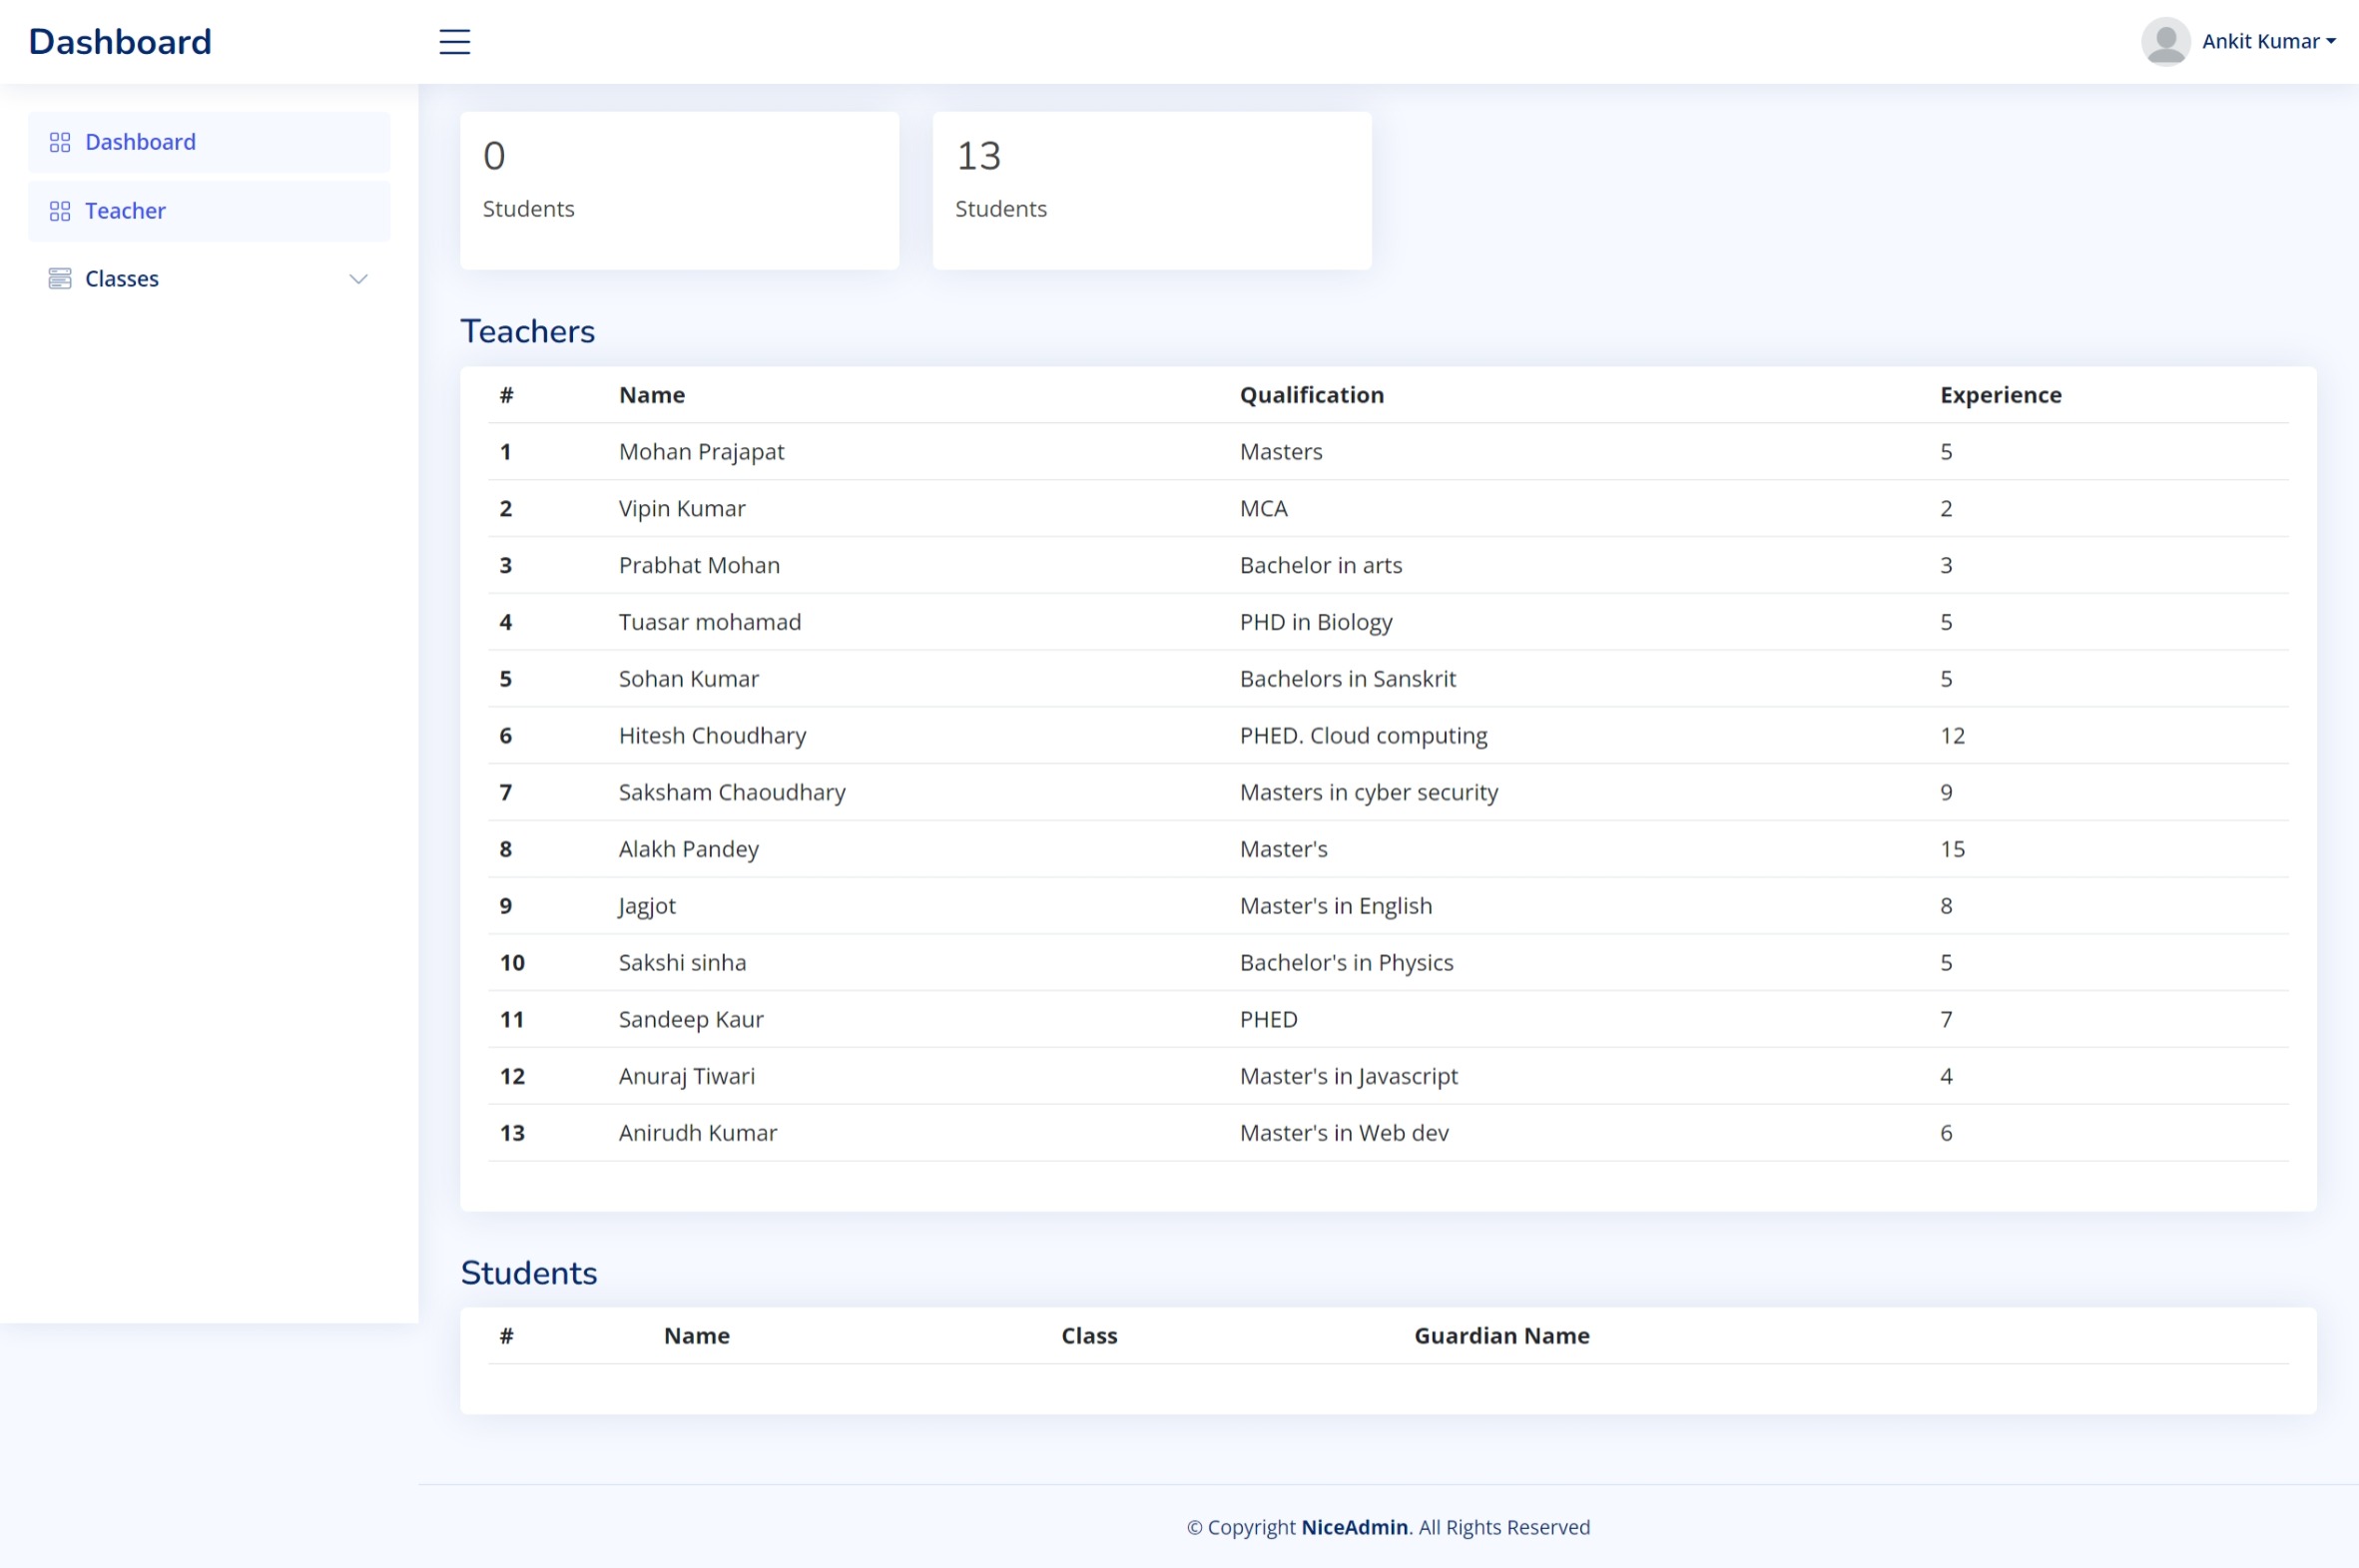 Dashboard
Ankit Kumar
Dashboard
Teacher
Classes
0
Students
13
Students
Teachers
# Name Qualification Experience
1 Mohan Prajapat Masters 5
2 Vipin Kumar MCA 2
3 Prabhat Mohan Bachelor in arts 3
4 Tuasar mohamad PHD in Biology 5
5 Sohan Kumar Bachelors in Sanskrit 5
6 Hitesh Choudhary PHED. Cloud computing 12
7 Saksham Chaoudhary Masters in cyber security 9
8 Alakh Pandey Master's 15
9 Jagjot Master's in English 8
10 Sakshi sinha Bachelor's in Physics 5
11 Sandeep Kaur PHED 7
12 Anuraj Tiwari Master's in Javascript 4
13 Anirudh Kumar Master's in Web dev 6
Students
# Name Class Guardian Name
© Copyright NiceAdmin. All Rights Reserved